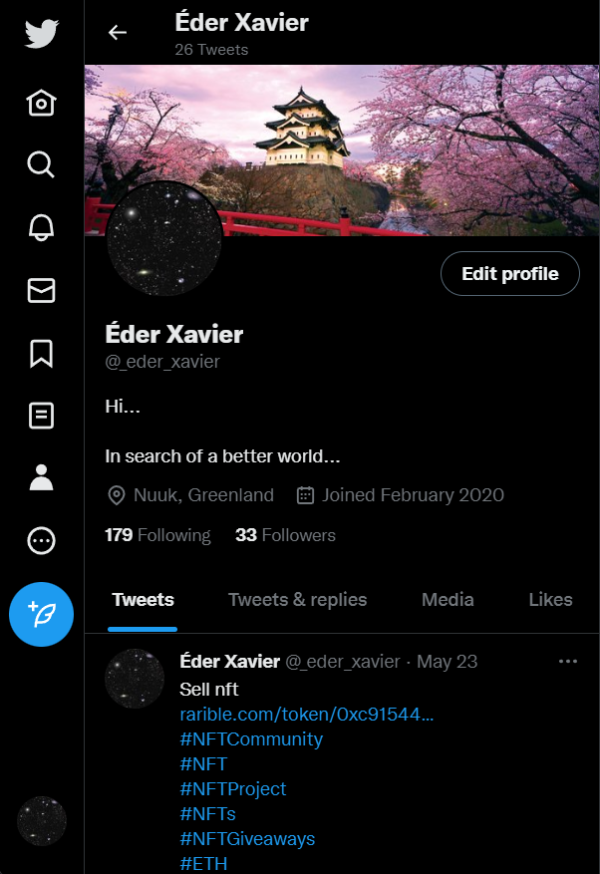 Éder Xavier
26 Tweets
Edit profile
Éder Xavier
@_eder_xavier
Hi...
In search of a better world...
Nuuk, Greenland Joined February 2020
179 Following 33 Followers
Tweets Tweets & replies Media Likes
Éder Xavier @_eder_xavier · May 23
Sell nft
rarible.com/token/0xc91544...
#NFTCommunity
#NFT
#NFTProject
#NFTs
#NFTGiveaways
#ETH